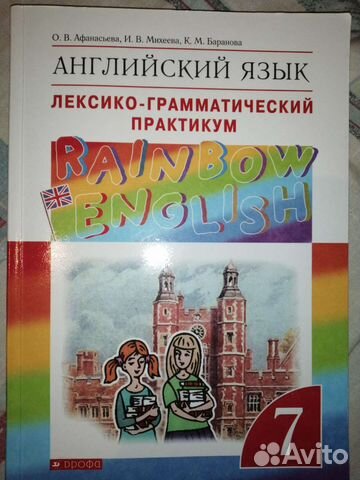 О. В. Афанасьева, И. В. Михеева, К. М. Баранова
АНГЛИЙСКИЙ ЯЗЫК
ЛЕКСИКО-ГРАММАТИЧЕСКИЙ
ПРАКТИКУМ
RAINBOW
ENGLISH
7
дрофа
Avito